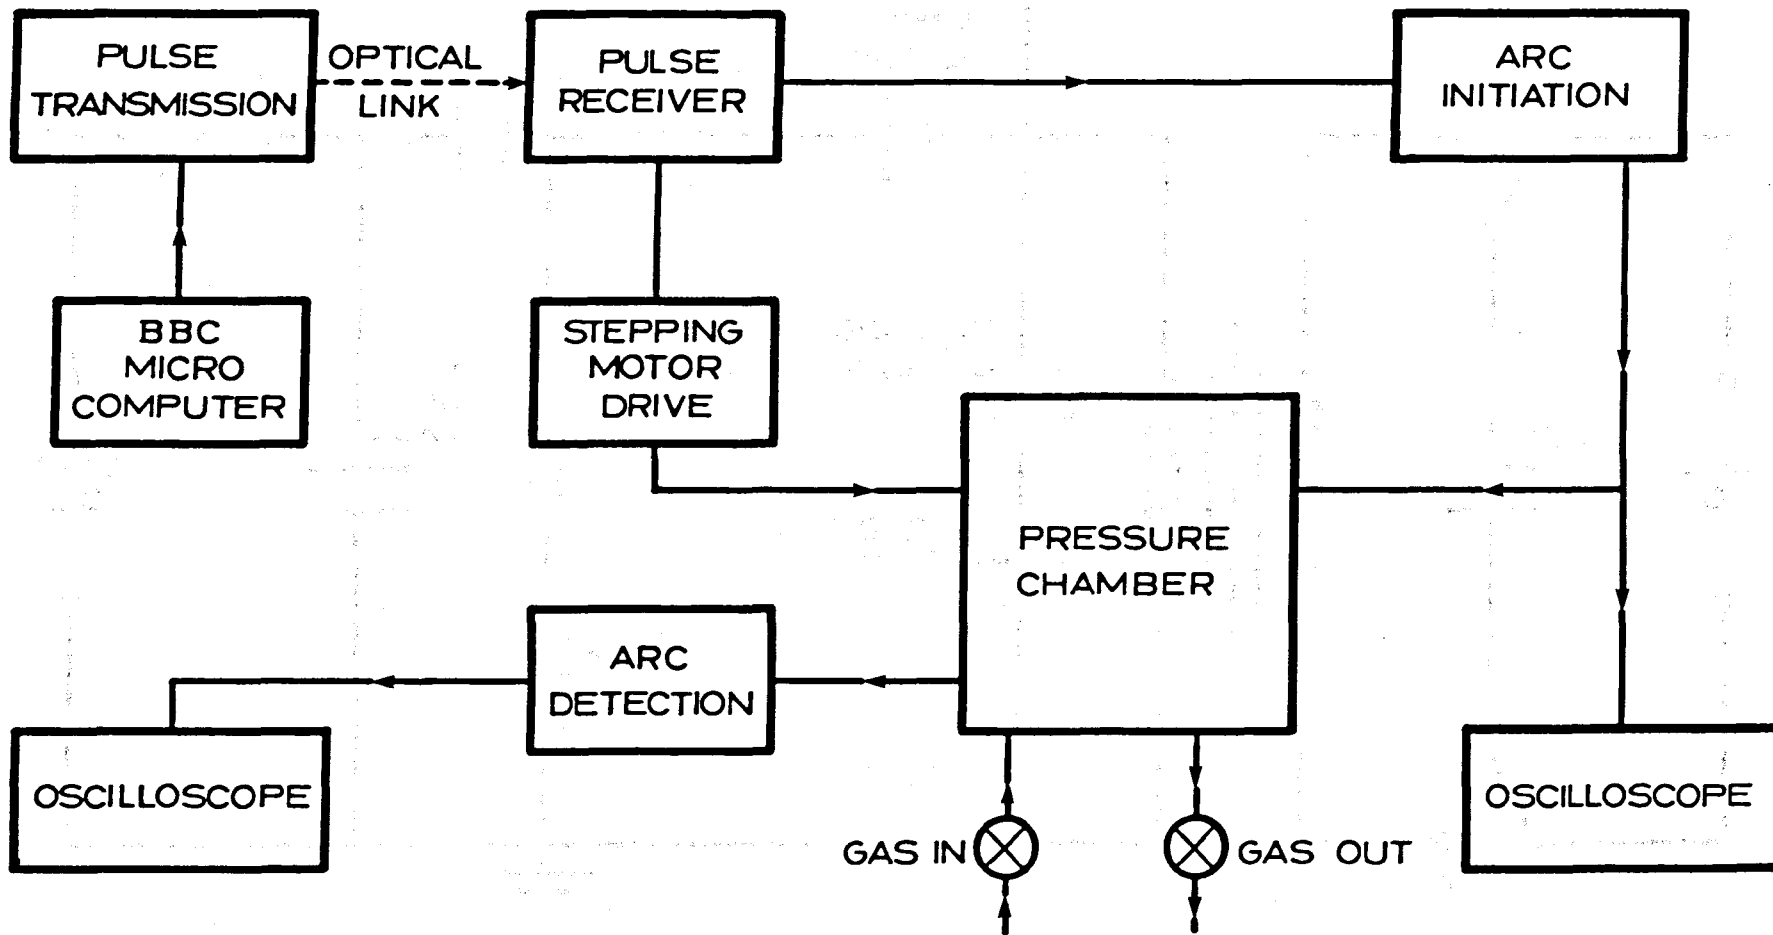 PULSE
TRANSMISSION
OPTICAL
LINK
PULSE
RECEIVER
ARC
INITIATION
BBC
MICRO
COMPUTER
STEPPING
MOTOR
DRIVE
PRESSURE
CHAMBER
ARC
DETECTION
OSCILLOSCOPE
OSCILLOSCOPE
GAS IN
GAS OUT